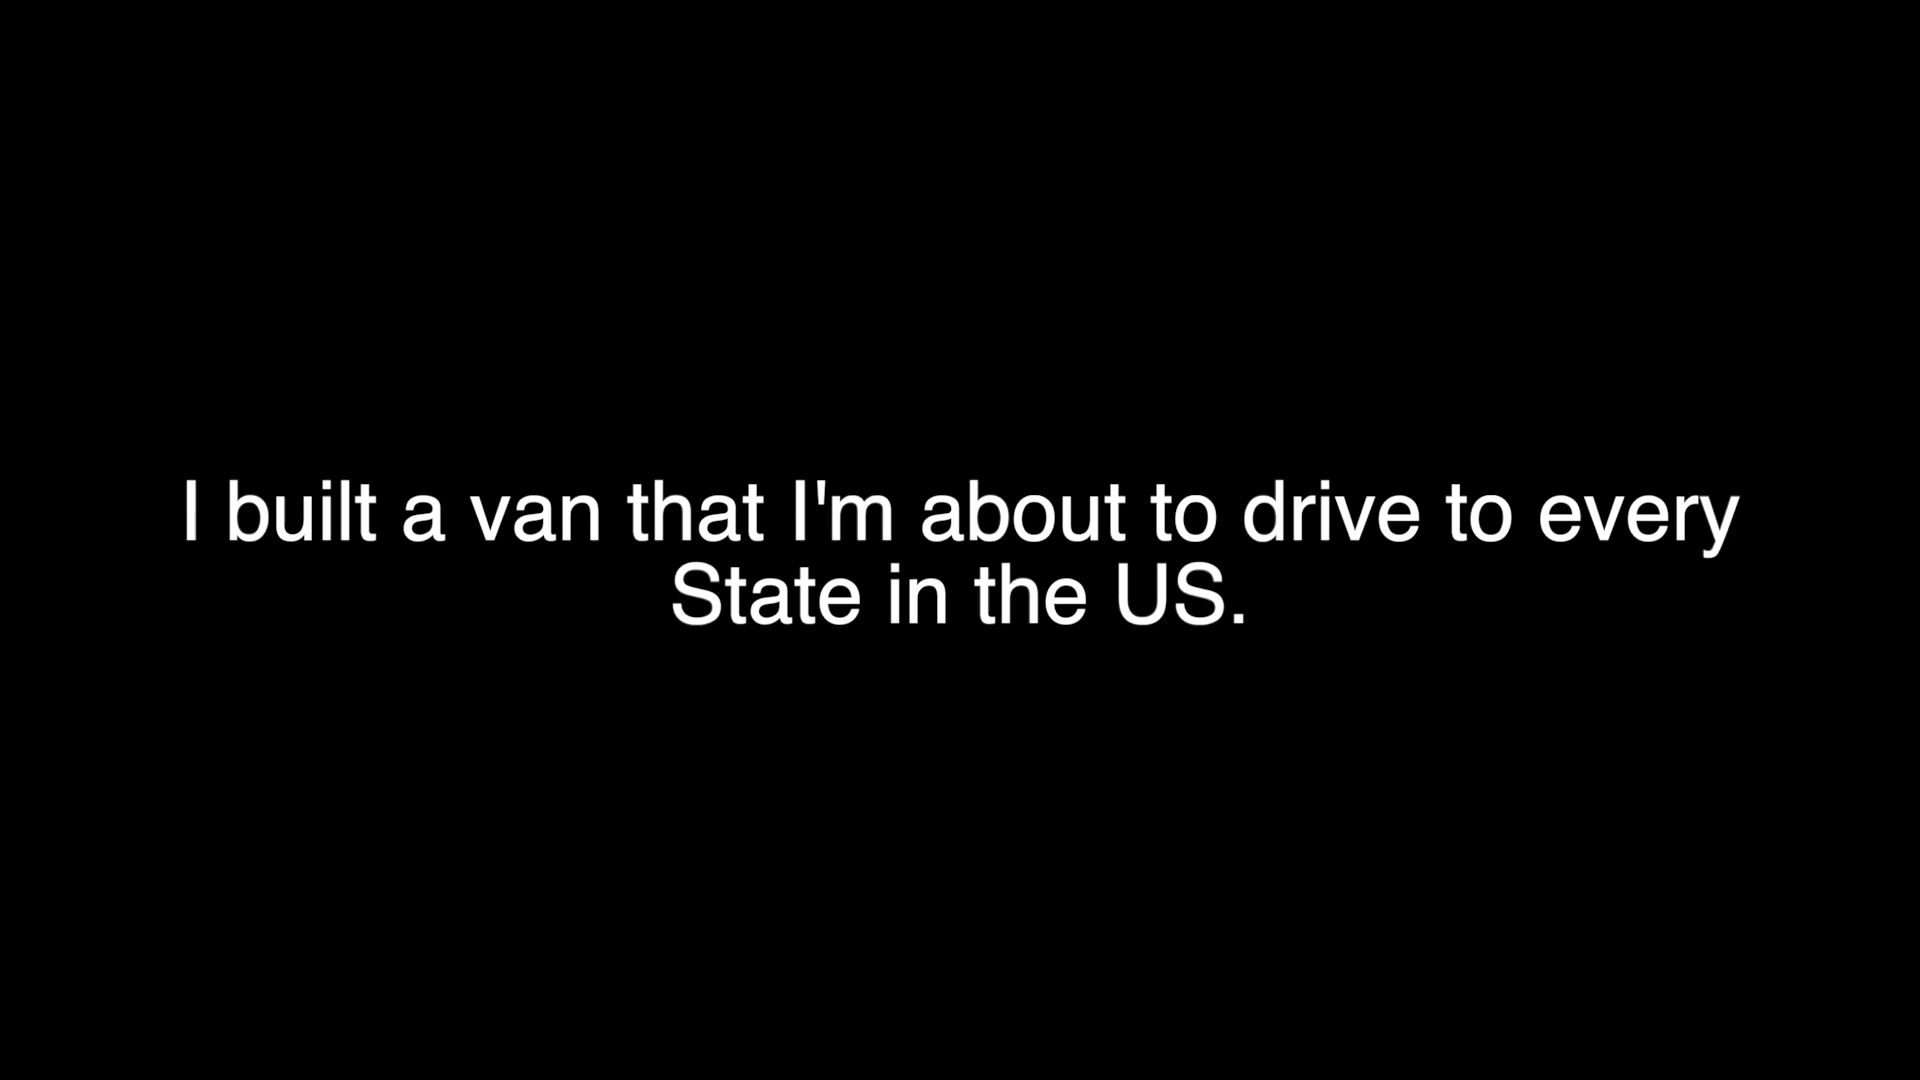 I built a van that I'm about to drive to every
State in the US.